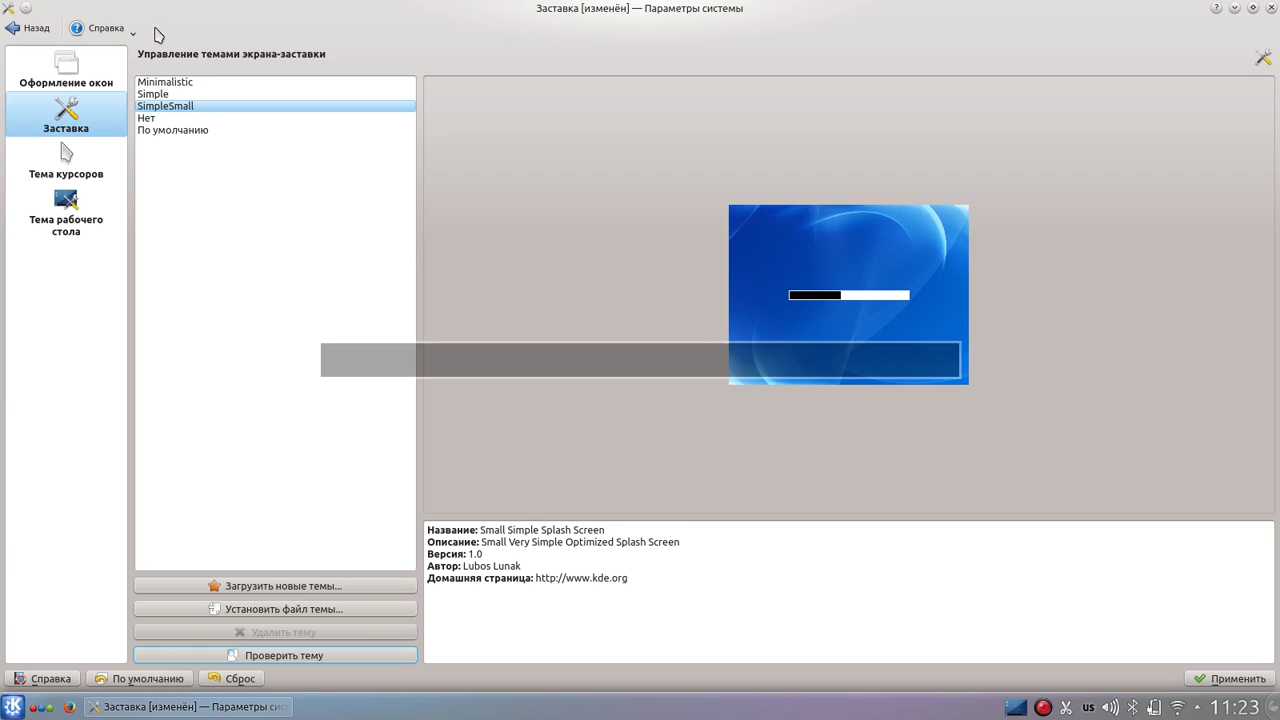 Заставка [изменён] — Параметры системы
Назад
Справка
Управление темами экрана-заставки
Оформление окон
Заставка
Тема курсоров
Тема рабочего
стола
Minimalistic
Simple
SimpleSmall
Нет
По умолчанию
Загрузить новые темы...
Установить файл темы...
Удалить тему
Проверить тему
Название: Small Simple Splash Screen
Описание: Small Very Simple Optimized Splash Screen
Версия: 1.0
Автор: Lubos Lunak
Домашняя страница: http://www.kde.org
Справка
По умолчанию
Сброс
Применить
Заставка [изменён] — Параметры сис
us
11:23